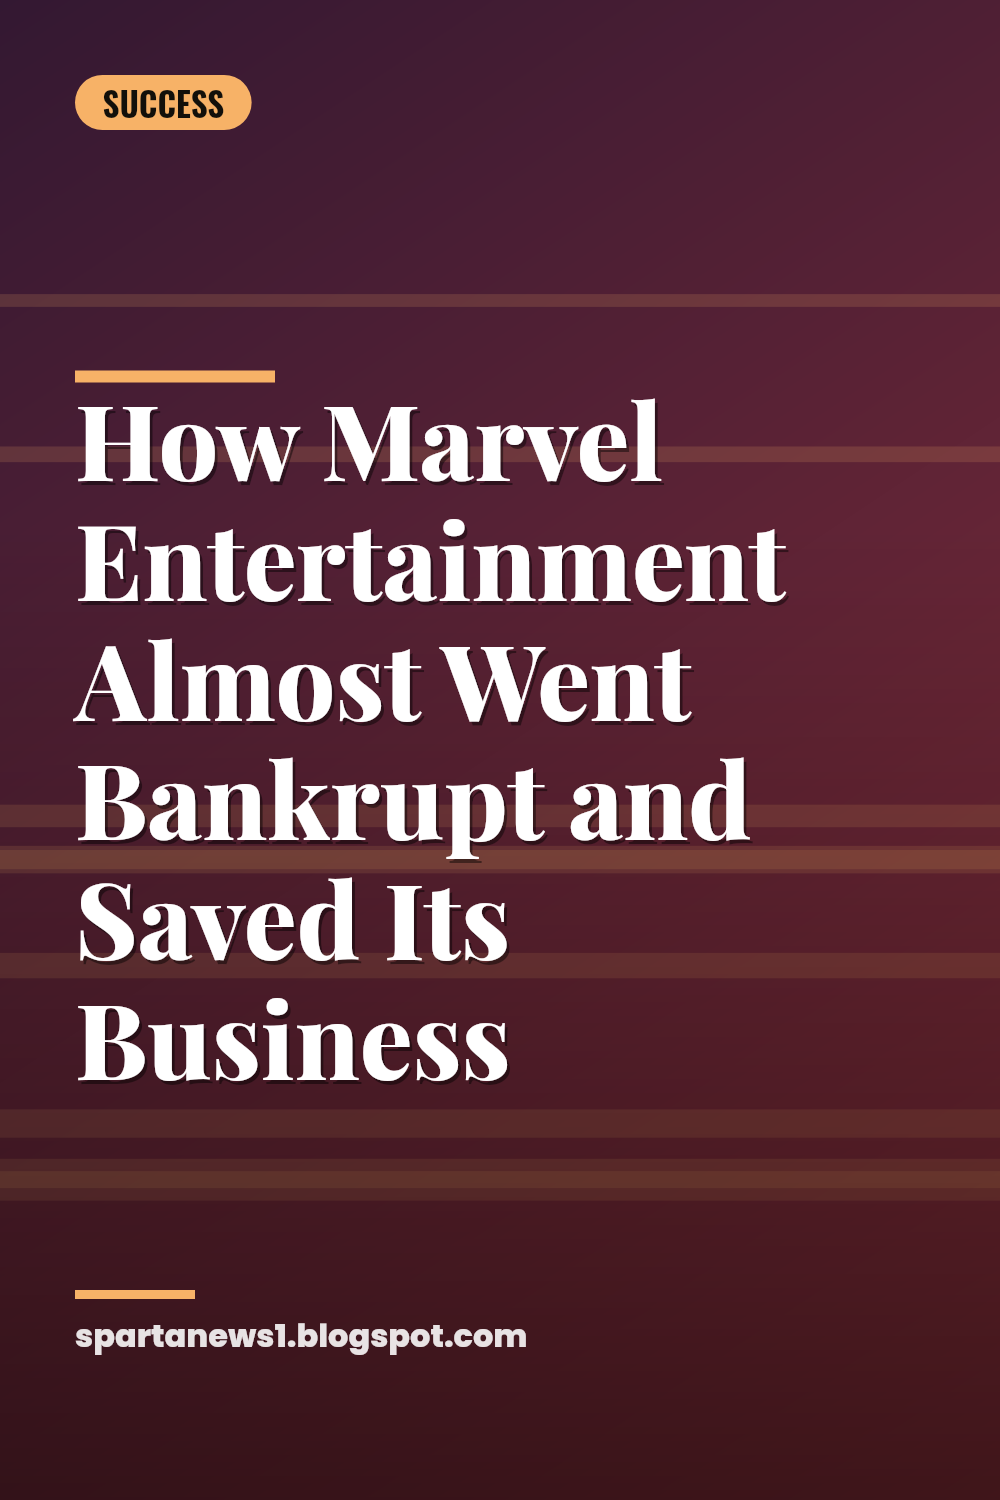 SUCCESS
How Marvel
Entertainment
Almost Went
Bankrupt and
Saved Its
Business
spartanews1.blogspot.com